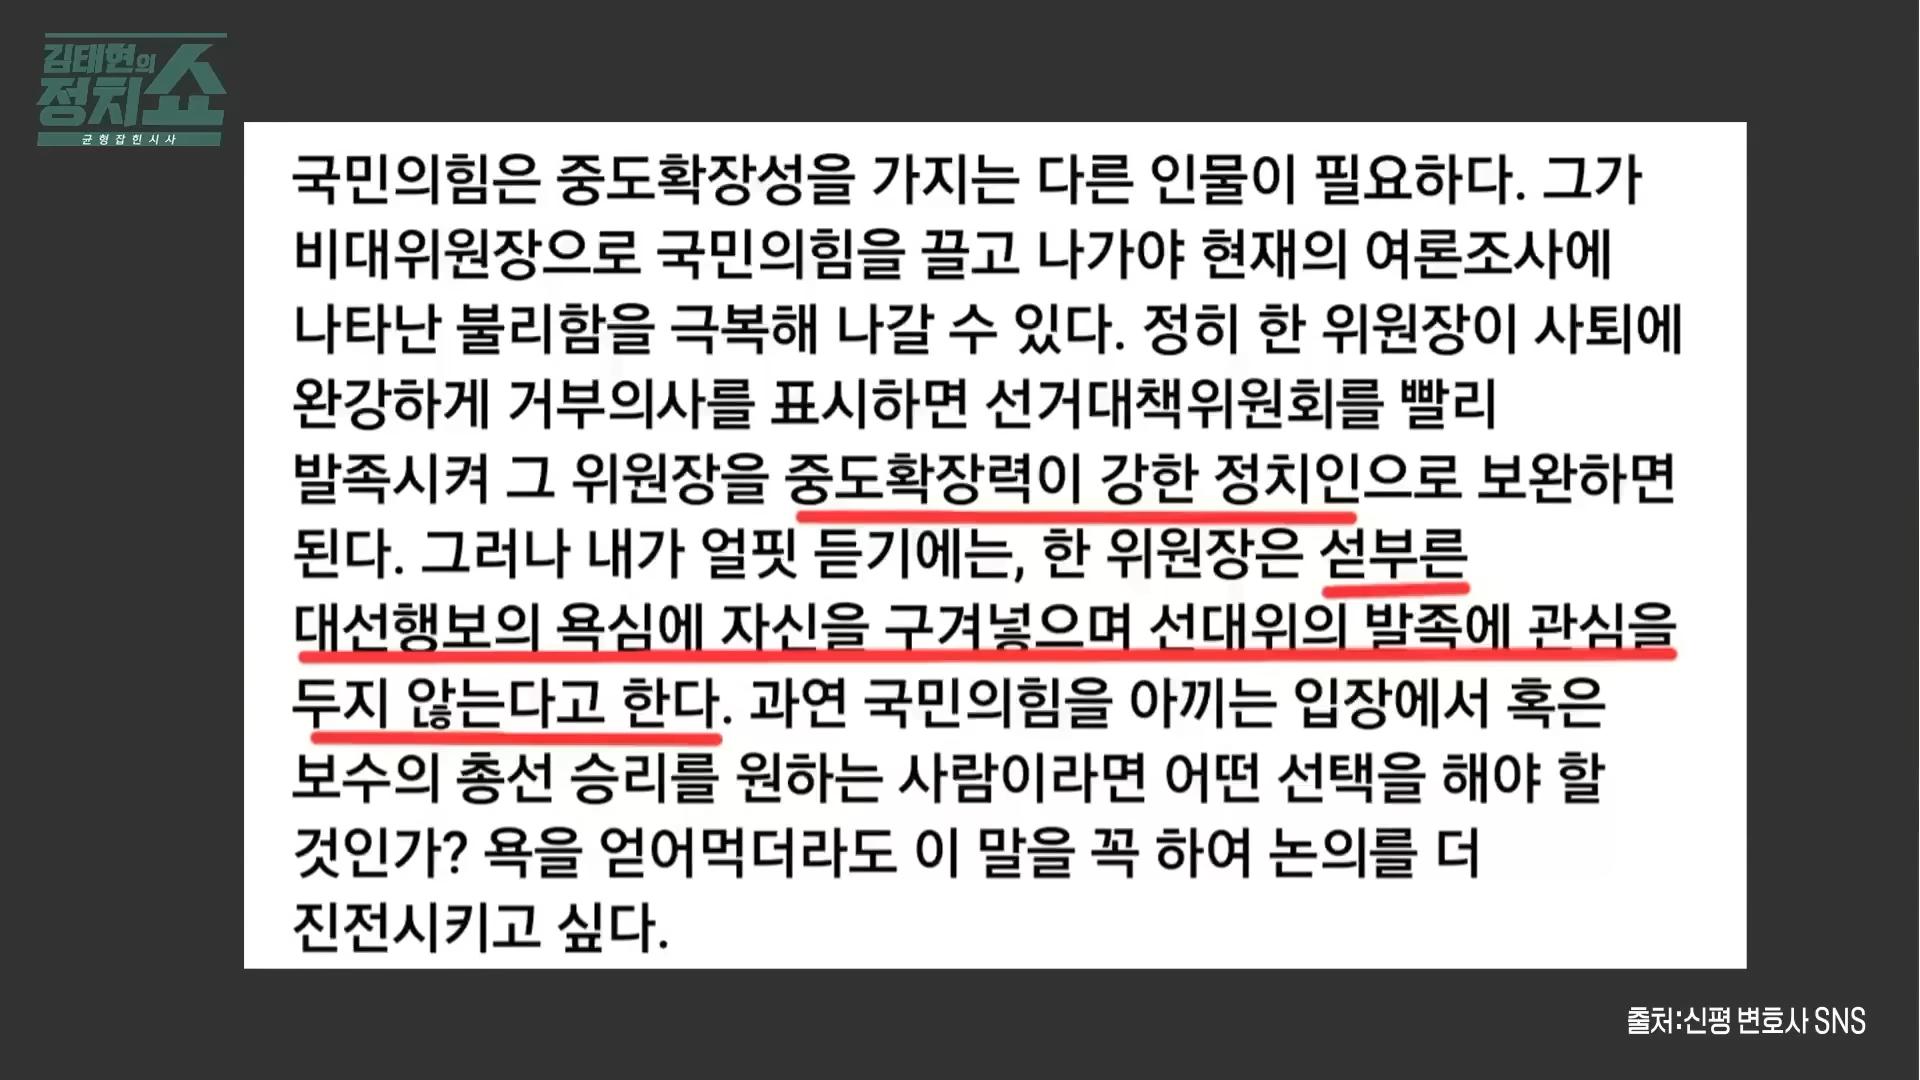 김태현의
정치쇼
균형잡힌시사
국민의힘은 중도확장성을 가지는 다른 인물이 필요하다. 그가
비대위원장으로 국민의힘을 끌고 나가야 현재의 여론조사에
나타난 불리함을 극복해 나갈 수 있다. 정히 한 위원장이 사퇴에
완강하게 거부의사를 표시하면 선거대책위원회를 빨리
발족시켜 그 위원장을 중도확장력이 강한 정치인으로 보완하면
된다. 그러나 내가 얼핏 듣기에는, 한 위원장은 섣부른
대선행보의 욕심에 자신을 구겨넣으며 선대위의 발족에 관심을
두지 않는다고 한다. 과연 국민의힘을 아끼는 입장에서 혹은
보수의 총선 승리를 원하는 사람이라면 어떤 선택을 해야 할
것인가? 욕을 얻어먹더라도 이 말을 꼭 하여 논의를 더
진전시키고 싶다.
출처:신평 변호사 SNS